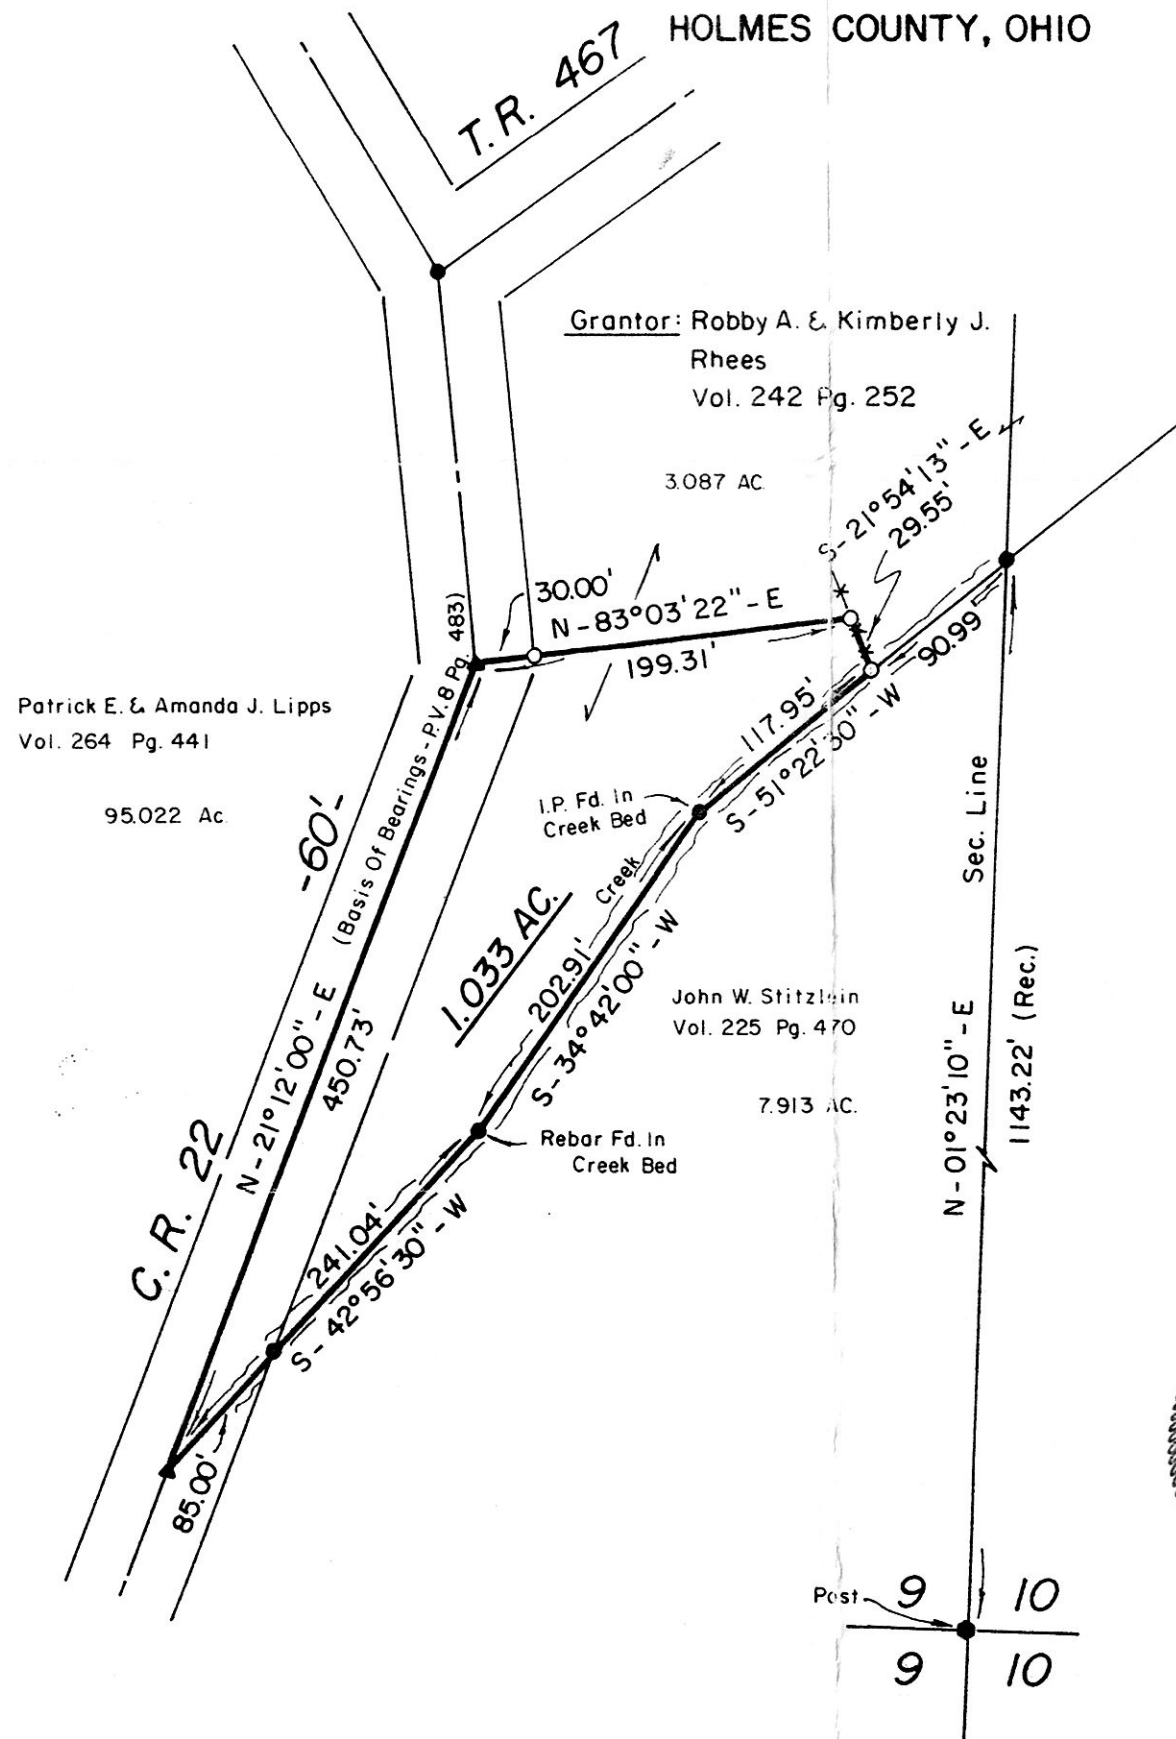 HOLMES COUNTY, OHIO
T. R. 467
Grantor: Robby A. & Kimberly J.
Rhees
Vol. 242 Pg. 252
3.087 AC.
S-21°54'13"-E
29.55'
30.00'
N-83°03'22"-E
199.31'
90.99'
Patrick E. & Amanda J. Lipps
Vol. 264 Pg. 441
95.022 Ac.
117.95'
S-51°22'30"-W
I.P. Fd. In
Creek Bed
Creek
-60'-
(Basis Of Bearings - P.V. 8 Pg. 483)
N-21°12'00"-E
450.73'
1.033 AC.
202.91'
S-34°42'00"-W
John W. Stitzlein
Vol. 225 Pg. 470
7.913 AC.
Sec. Line
N-01°23'10"-E
1143.22' (Rec.)
Rebar Fd. In
Creek Bed
C. R. 22
241.04'
S-42°56'30"-W
85.00'
Post
9 10
9 10